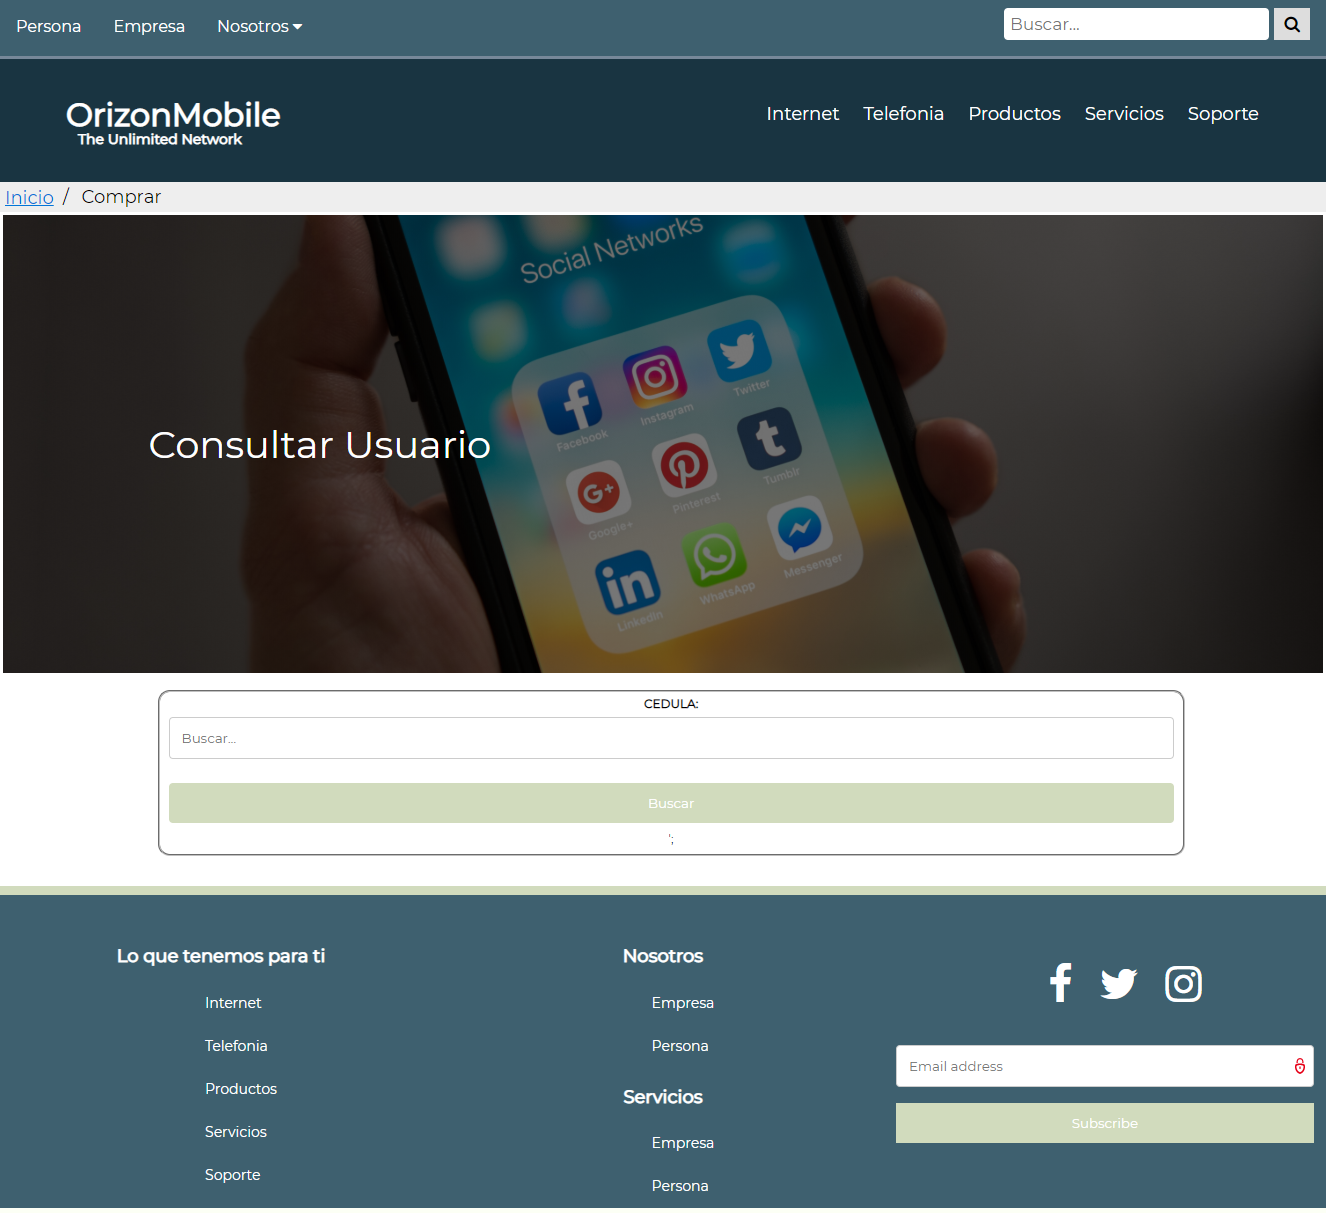 Persona Empresa Nosotros
Buscar...
OrizonMobile
The Unlimited Network
Internet Telefonia Productos Servicios Soporte
Inicio / Comprar
Social Networks
Facebook Instagram Twitter
Google+ Pinterest Tumblr
LinkedIn WhatsApp Messenger
Consultar Usuario
CEDULA:
Buscar...
Buscar
';
Lo que tenemos para ti
Internet
Telefonia
Productos
Servicios
Soporte
Nosotros
Empresa
Persona
Servicios
Empresa
Persona
Email address
Subscribe